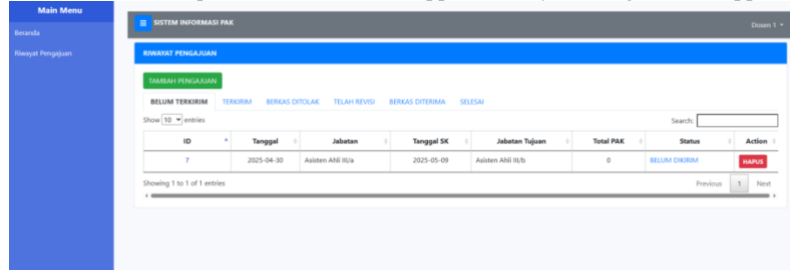 Main Menu
Beranda
Riwayat Pengajuan
SISTEM INFORMASI PAK
Dosen 1
RIWAYAT PENGAJUAN
TAMBAH PENGAJUAN
BELUM TERKIRIM TERKIRIM BERKAS DITOLAK TELAH REVISI BERKAS DITERIMA SELESAI
Show 10 entries Search:
ID Tanggal Jabatan Tanggal SK Jabatan Tujuan Total PAK Status Action
7 2025-04-30 Asisten Ahli III/a 2025-05-09 Asisten Ahli III/b 0 BELUM DIKIRIM HAPUS
Showing 1 to 1 of 1 entries Previous 1 Next